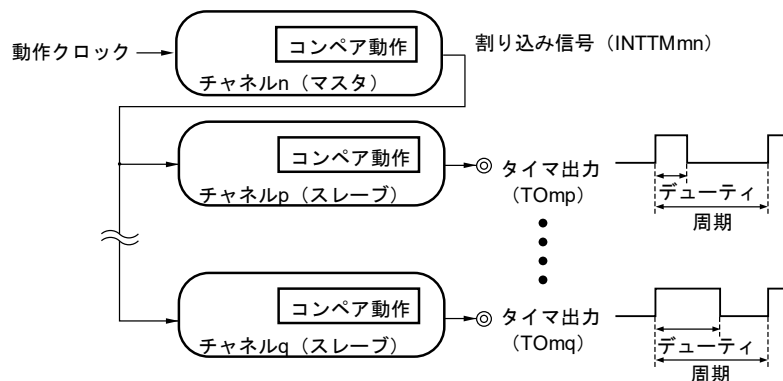 動作クロック
コンペア動作
割り込み信号（INTTMmn）
チャネルn（マスタ）
コンペア動作
チャネルp（スレーブ）
タイマ出力
（TOmp）
デューティ
周期
コンペア動作
チャネルq（スレーブ）
タイマ出力
（TOmq）
デューティ
周期